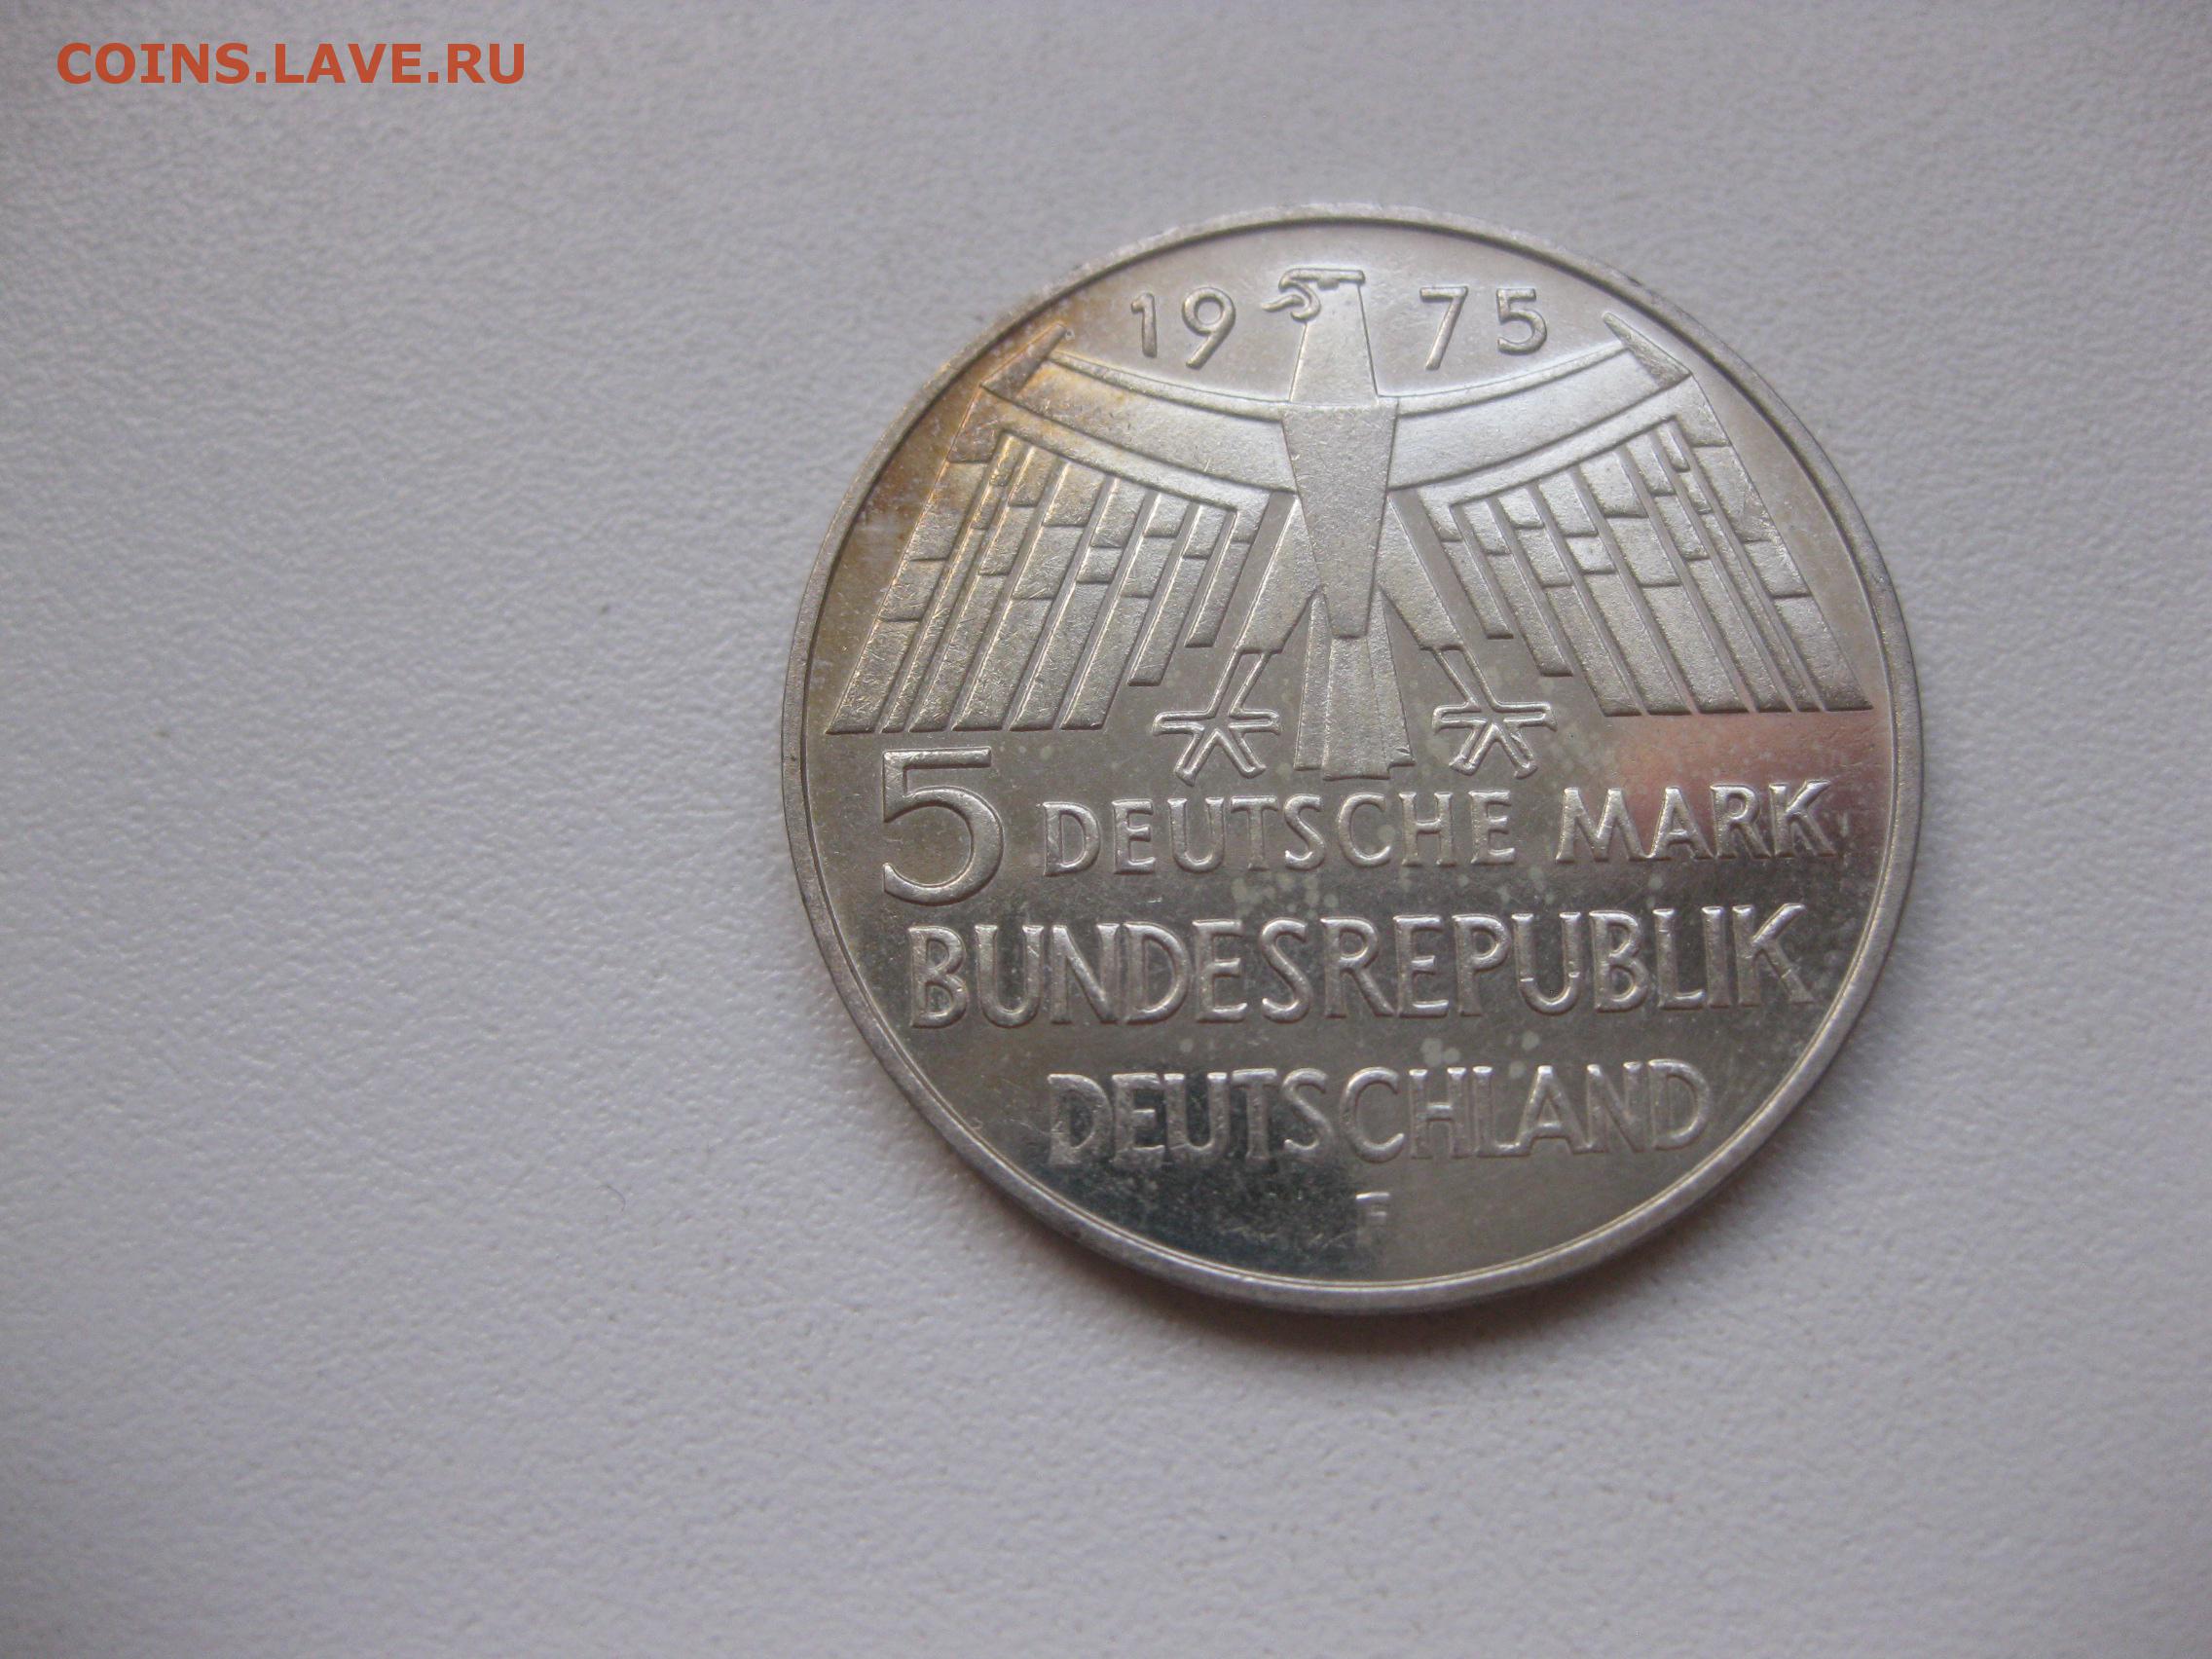 COINS.LAVE.RU
1975
5 DEUTSCHE MARK
BUNDESREPUBLIK
DEUTSCHLAND
F